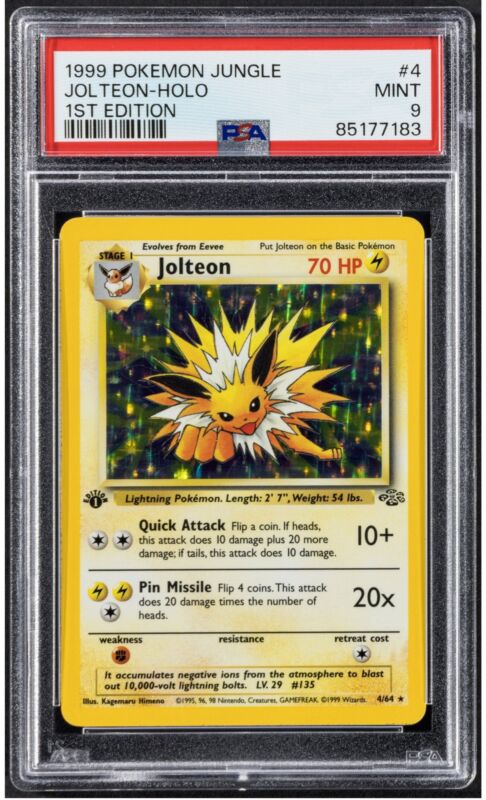 1999 POKEMON JUNGLE #4
JOLTEON-HOLO MINT
1ST EDITION 9
PSA 85177183
Evolves from Eevee Put Jolteon on the Basic Pokémon
STAGE 1
Jolteon 70 HP
EDITION
1
Lightning Pokémon. Length: 2' 7", Weight: 54 lbs.
Quick Attack Flip a coin. If heads,
this attack does 10 damage plus 20 more
damage; if tails, this attack does 10 damage.
10+
Pin Missile Flip 4 coins. This attack
does 20 damage times the number of
heads.
20x
weakness resistance retreat cost
It accumulates negative ions from the atmosphere to blast
out 10,000-volt lightning bolts. LV. 29 #135
Illus. Kagemaru Himeno ©1995, 96, 98 Nintendo, Creatures, GAMEFREAK. ©1999 Wizards. 4/64 ★
PSA